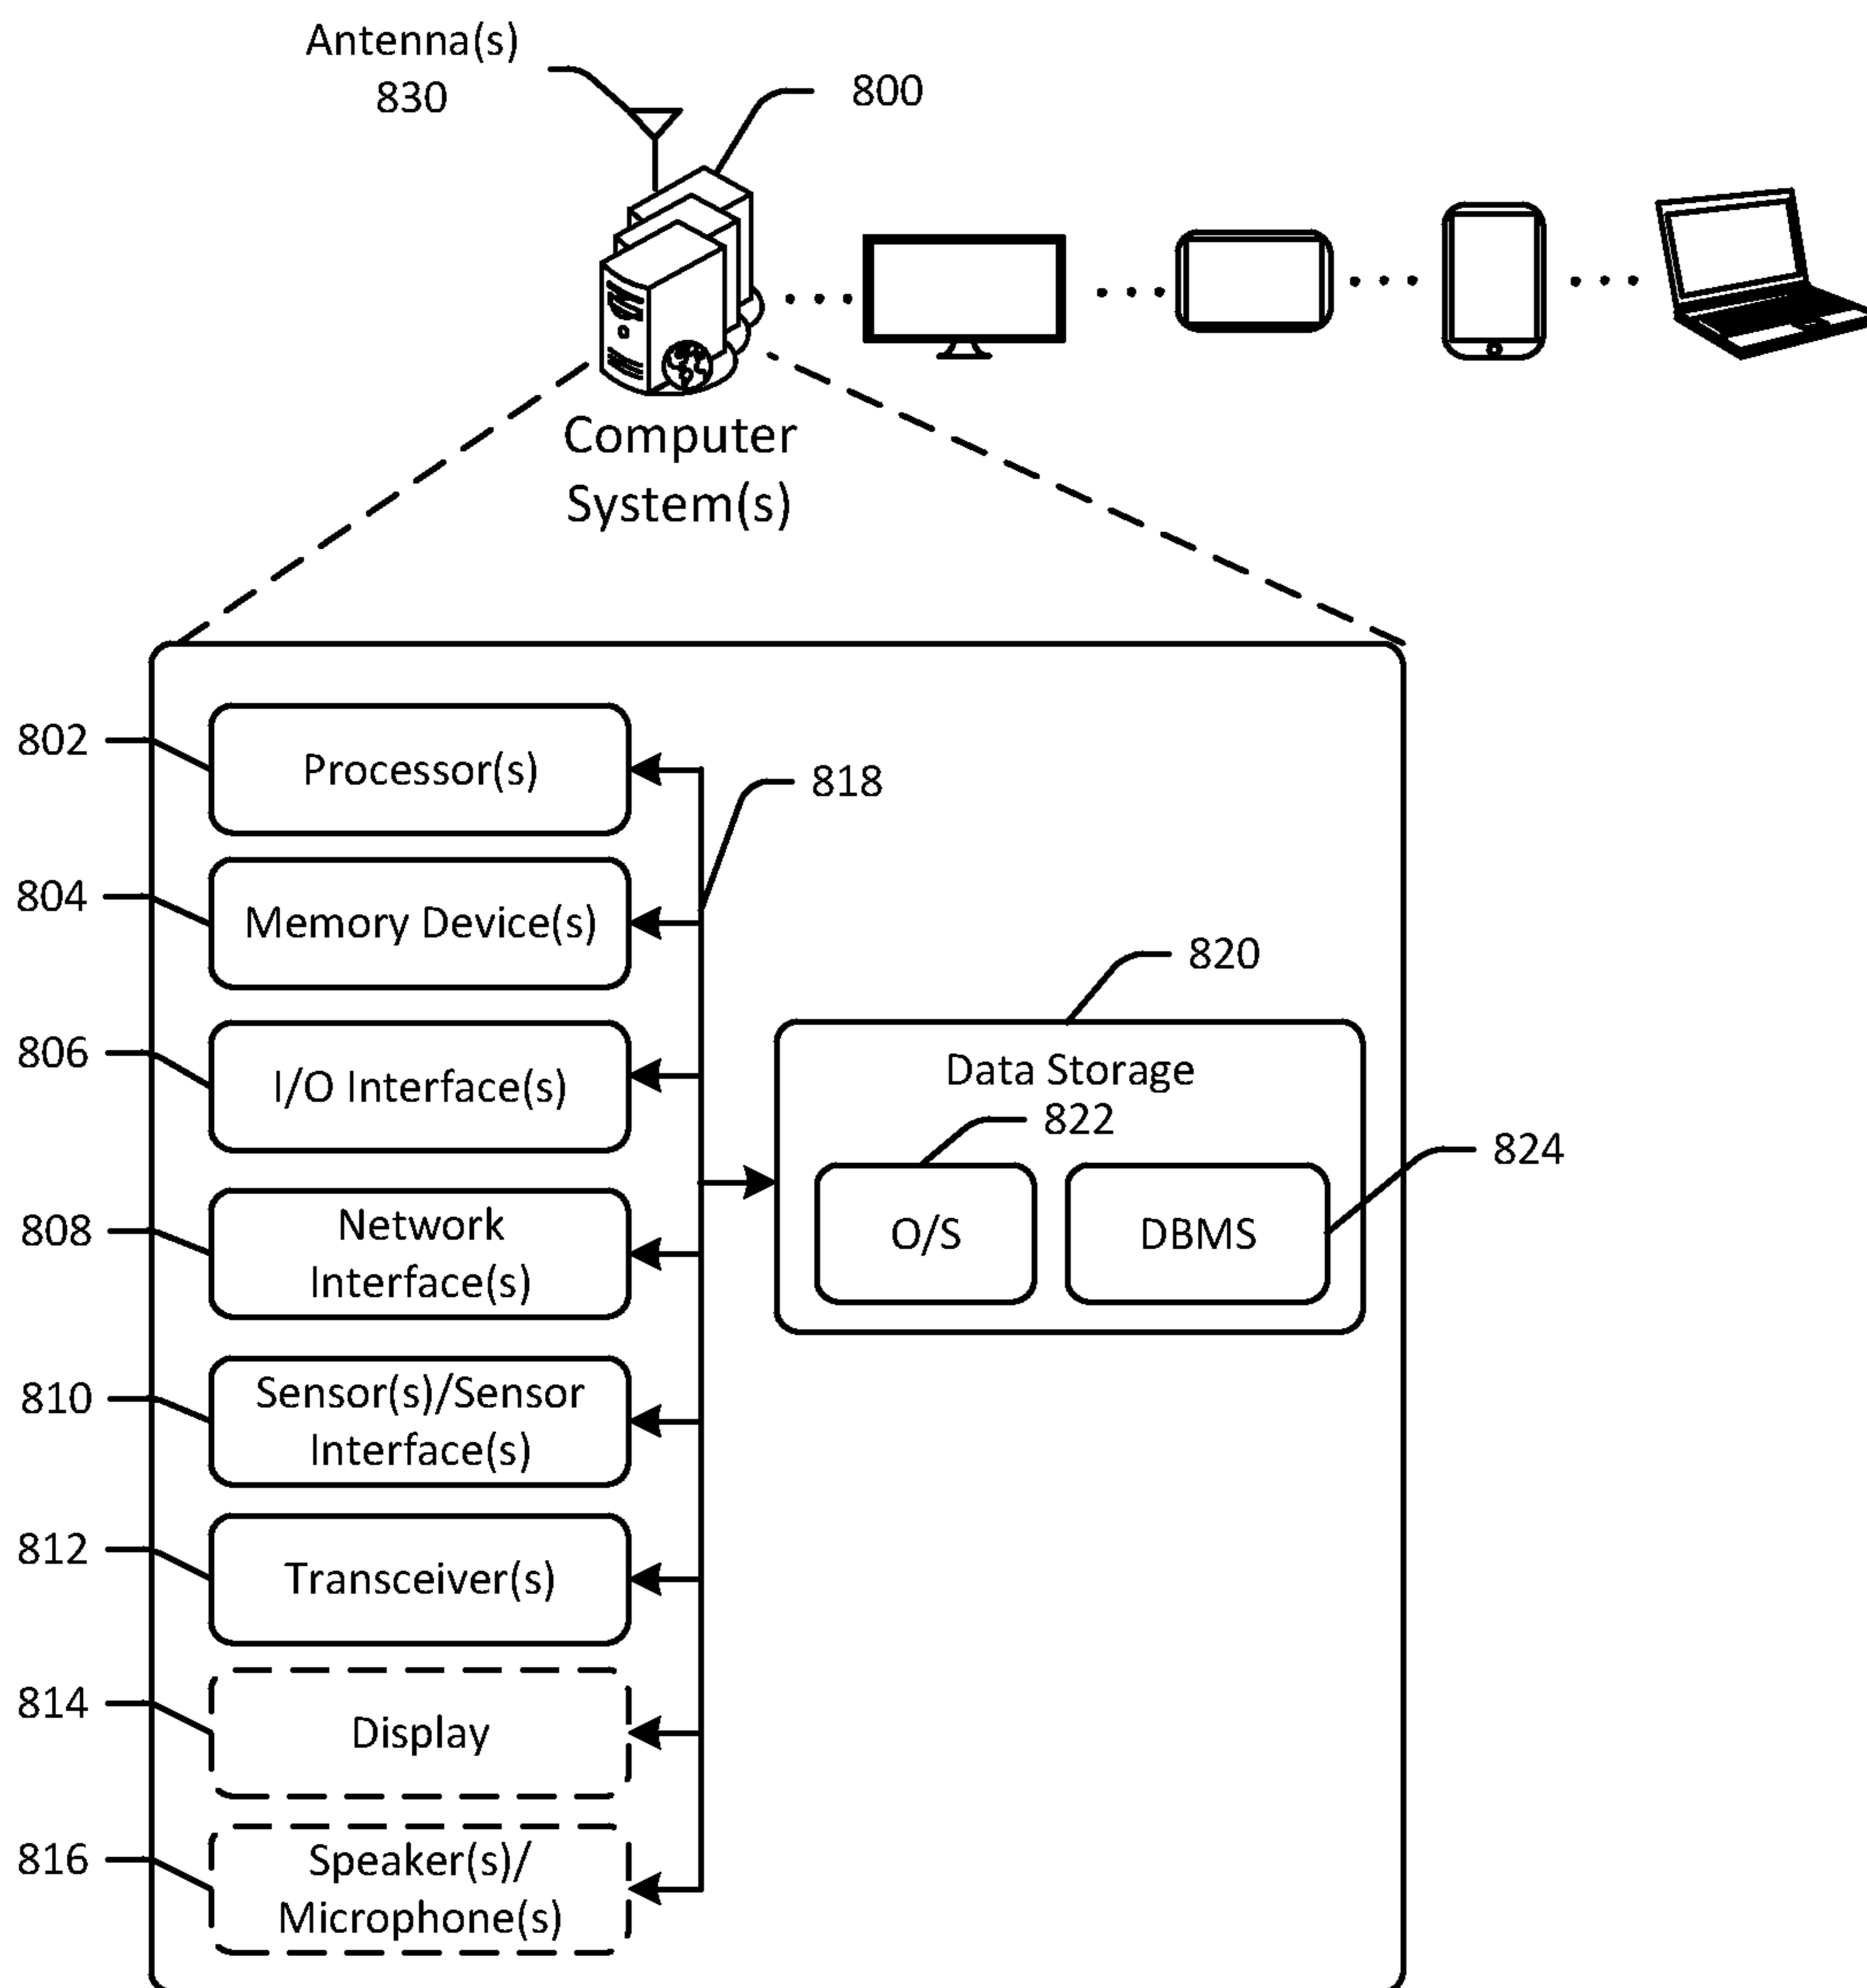 Antenna(s)
830
800
Computer
System(s)
802
Processor(s)
818
804
Memory Device(s)
820
806
I/O Interface(s)
Data Storage
822
824
808
Network
Interface(s)
O/S
DBMS
810
Sensor(s)/Sensor
Interface(s)
812
Transceiver(s)
814
Display
816
Speaker(s)/
Microphone(s)